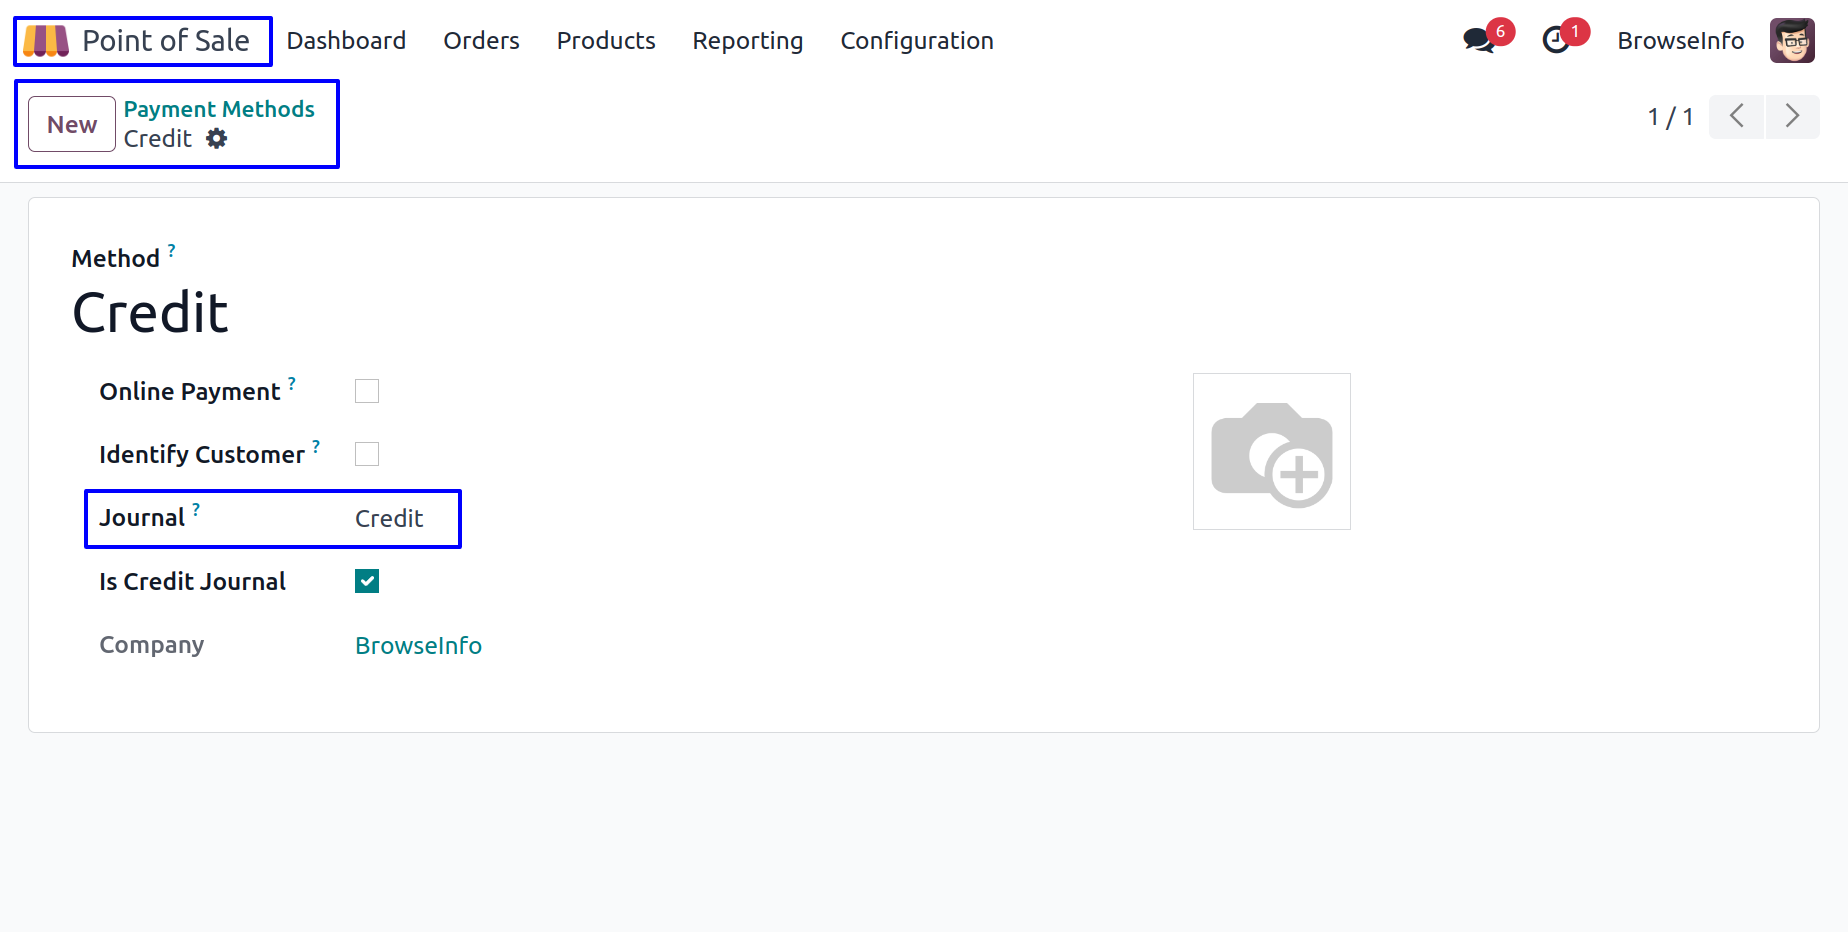 Point of Sale Dashboard Orders Products Reporting Configuration 6 1 BrowseInfo
New Payment Methods
Credit
1 / 1
Method ?
Credit
Online Payment ?
Identify Customer ?
Journal ? Credit
Is Credit Journal
Company BrowseInfo